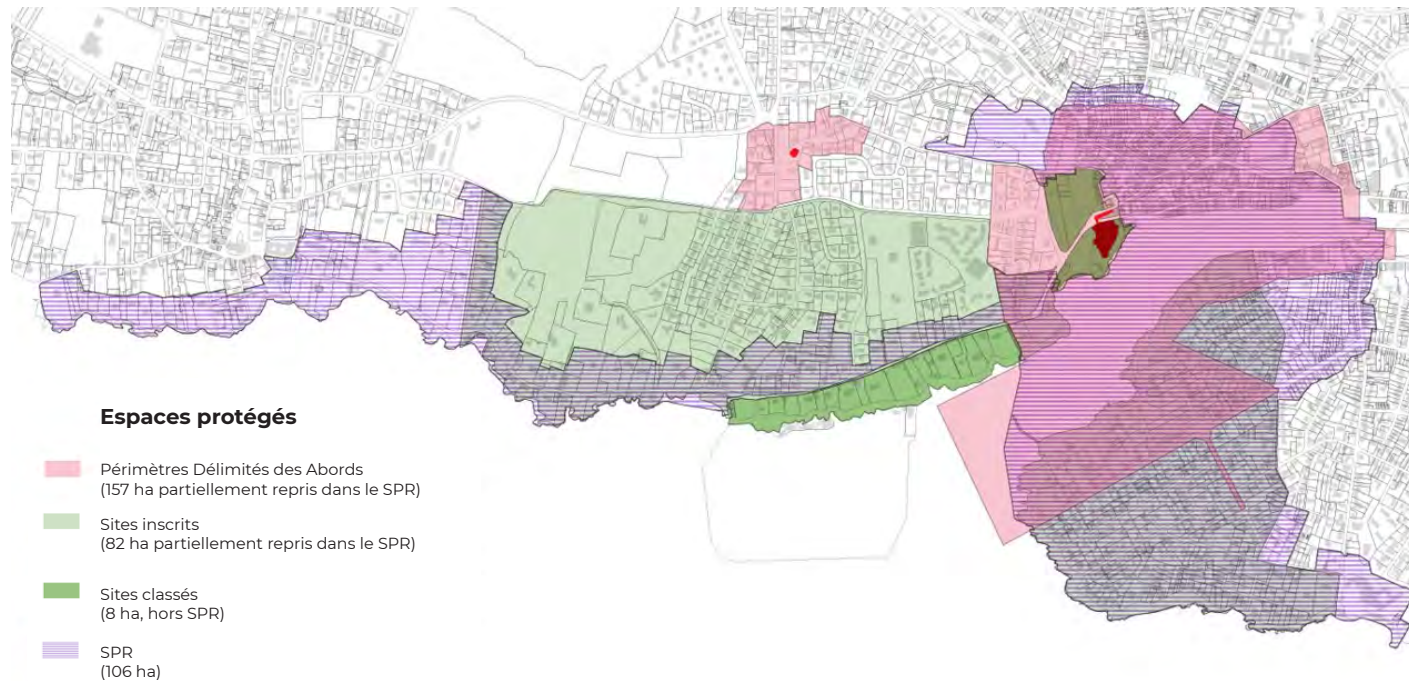 Espaces protégés
Périmètres Délimités des Abords
(157 ha partiellement repris dans le SPR)
Sites inscrits
(82 ha partiellement repris dans le SPR)
Sites classés
(8 ha, hors SPR)
SPR
(106 ha)